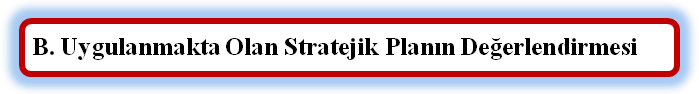 B. Uygulanmakta Olan Stratejik Planın Değerlendirmesi